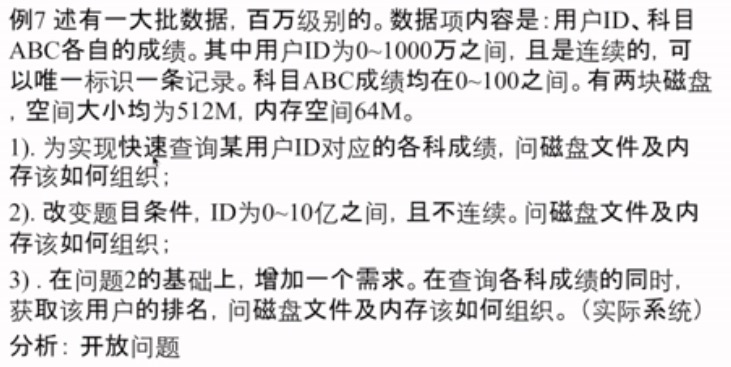 例7 述有一大批数据, 百万级别的。数据项内容是：用户ID、科目
ABC各自的成绩。其中用户ID为0~1000万之间, 且是连续的, 可
以唯一标识一条记录。科目ABC成绩均在0~100之间。有两块磁盘
, 空间大小均为512M, 内存空间64M。
1). 为实现快速查询某用户ID对应的各科成绩, 问磁盘文件及内
存该如何组织；
2). 改变题目条件, ID为0~10亿之间, 且不连续。问磁盘文件及内
存该如何组织；
3) . 在问题2的基础上, 增加一个需求。在查询各科成绩的同时,
获取该用户的排名, 问磁盘文件及内存该如何组织。（实际系统）
分析：开放问题